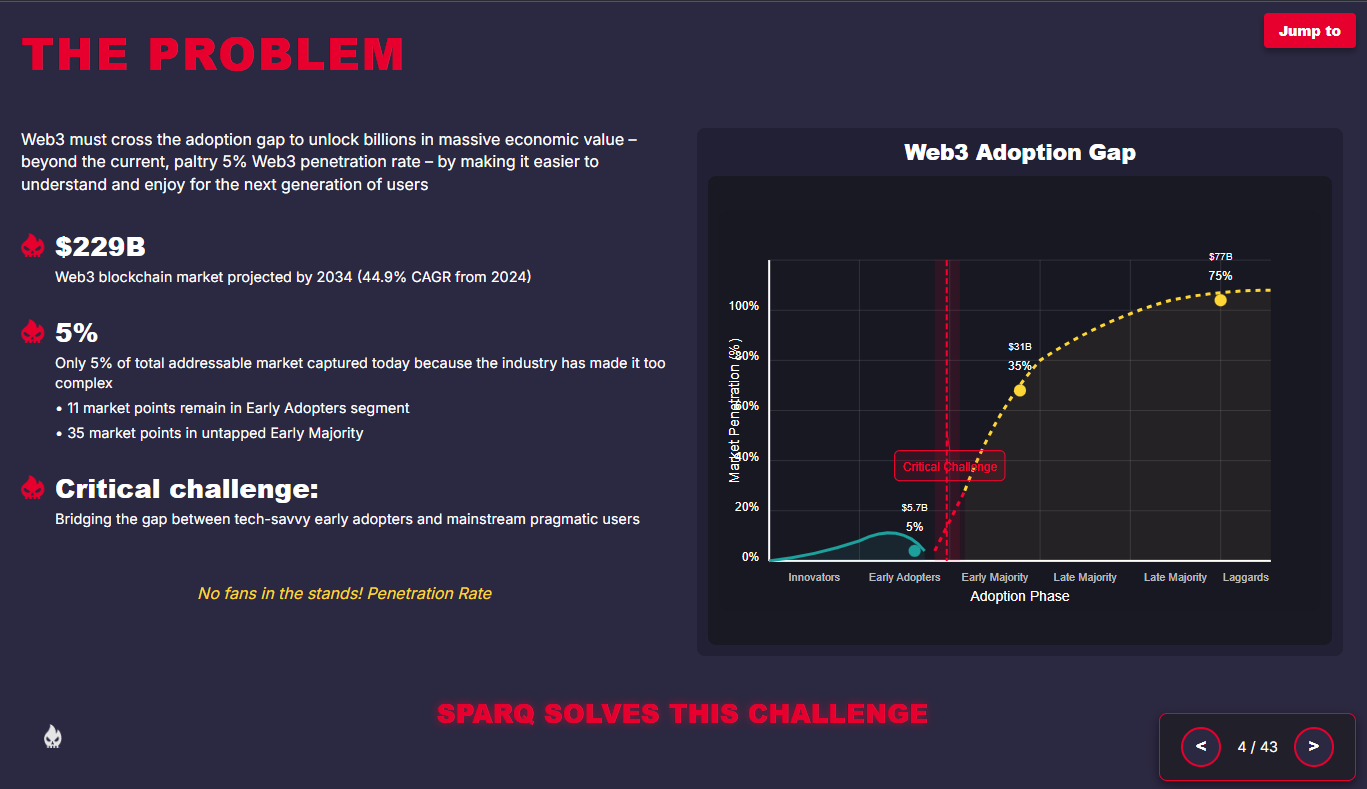 THE PROBLEM
Jump to
Web3 must cross the adoption gap to unlock billions in massive economic value –
beyond the current, paltry 5% Web3 penetration rate – by making it easier to
understand and enjoy for the next generation of users
$229B
Web3 blockchain market projected by 2034 (44.9% CAGR from 2024)
5%
Only 5% of total addressable market captured today because the industry has made it too
complex
• 11 market points remain in Early Adopters segment
• 35 market points in untapped Early Majority
Critical challenge:
Bridging the gap between tech-savvy early adopters and mainstream pragmatic users
No fans in the stands! Penetration Rate
Web3 Adoption Gap
$77B
75%
100%
$31B
35%
80%
60%
Market Penetration (%)
40%
Critical Challenge
20%
$5.7B
5%
0%
Innovators Early Adopters Early Majority Late Majority Late Majority Laggards
Adoption Phase
SPARQ SOLVES THIS CHALLENGE
< 4 / 43 >